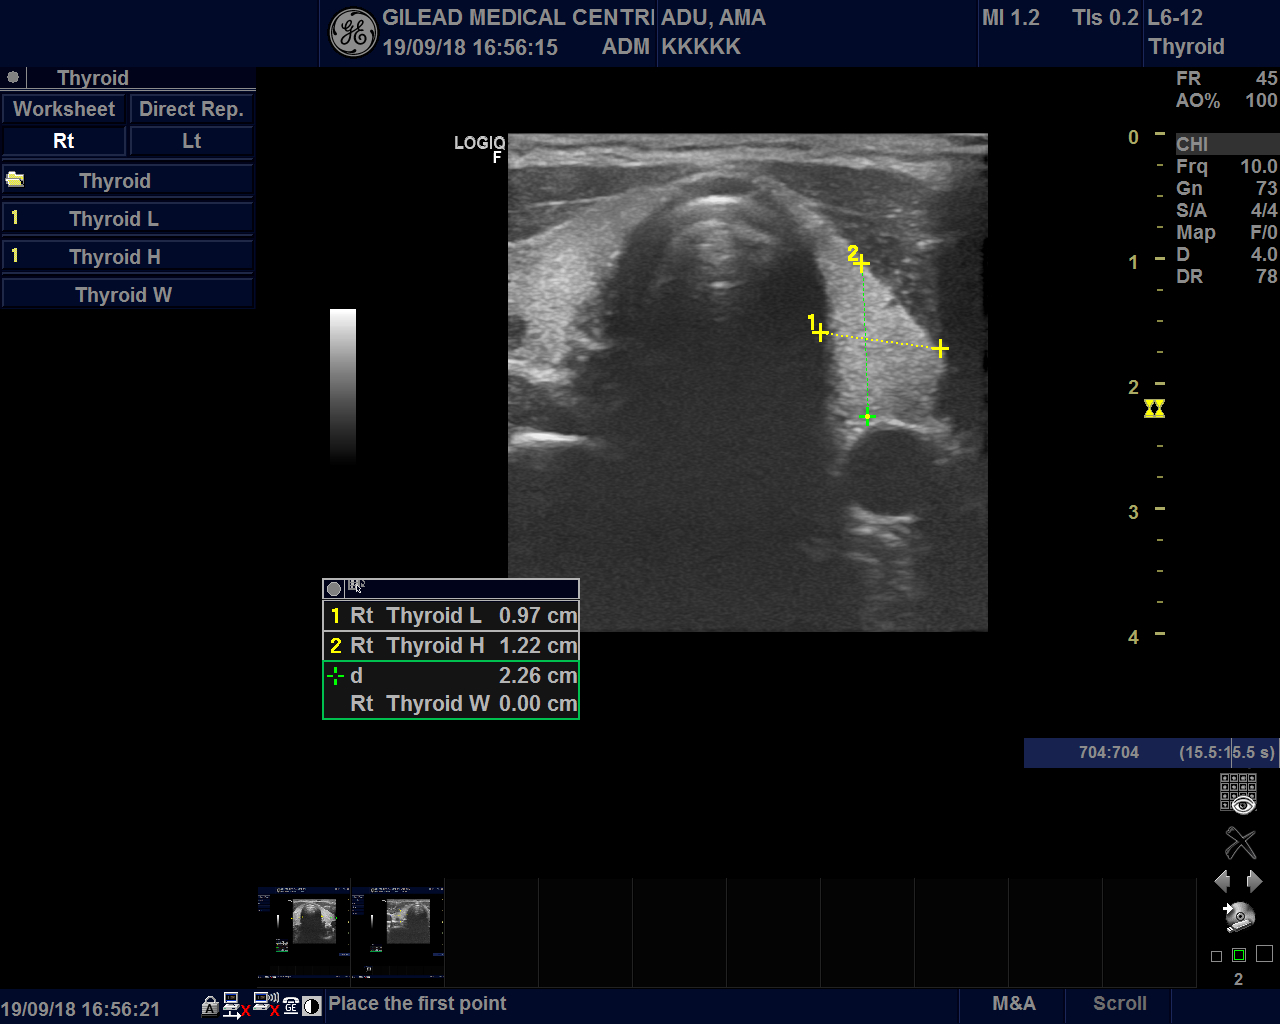 GILEAD MEDICAL CENTR
ADU, AMA
MI 1.2
TIs 0.2
L6-12
19/09/18 16:56:15
ADM
KKKKK
Thyroid
Thyroid
Worksheet
Direct Rep.
Rt
Lt
Thyroid
1 Thyroid L
1 Thyroid H
Thyroid W
LOGIQ
F
FR 45
AO% 100
CHI
Frq 10.0
Gn 73
S/A 4/4
Map F/0
D 4.0
DR 78
0
1
2
3
4
2
1
1 Rt Thyroid L 0.97 cm
2 Rt Thyroid H 1.22 cm
d 2.26 cm
Rt Thyroid W 0.00 cm
704:704 (15.5:15.5 s)
2
19/09/18 16:56:21
A
GE
Place the first point
M&A
Scroll